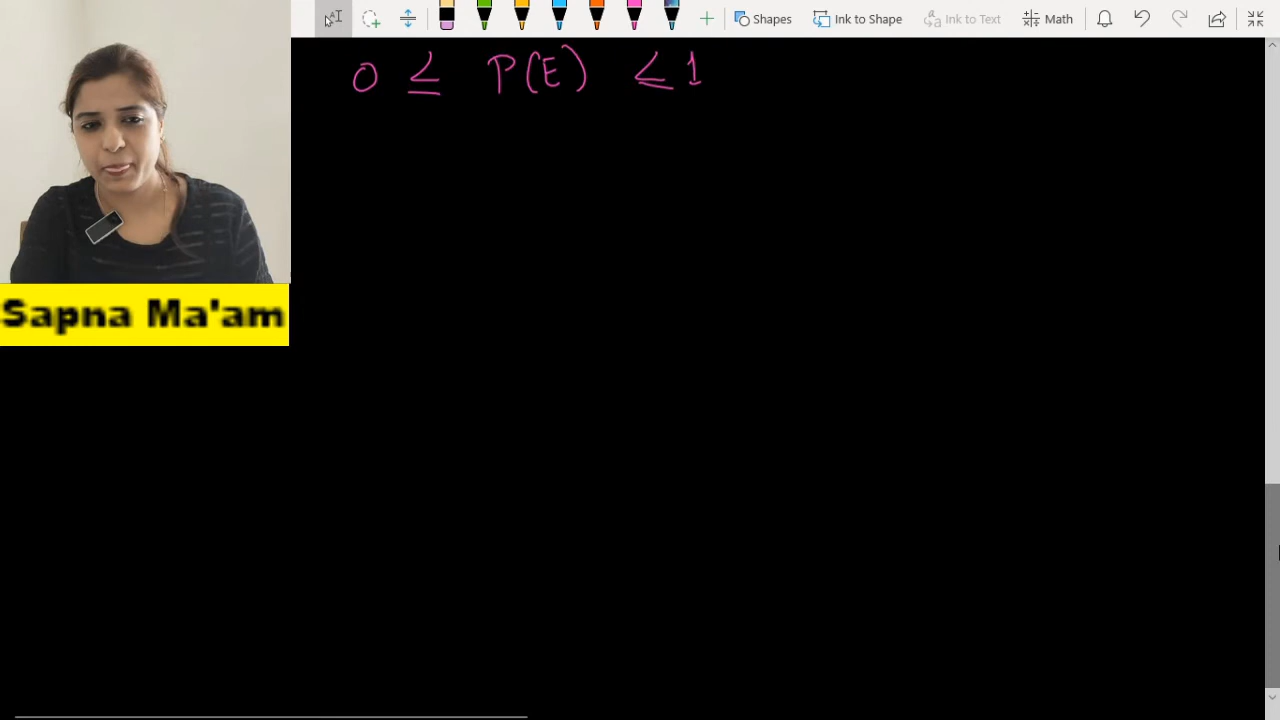 Shapes Ink to Shape Ink to Text Math
0 ≤ P(E) ≤ 1
Sapna Ma'am